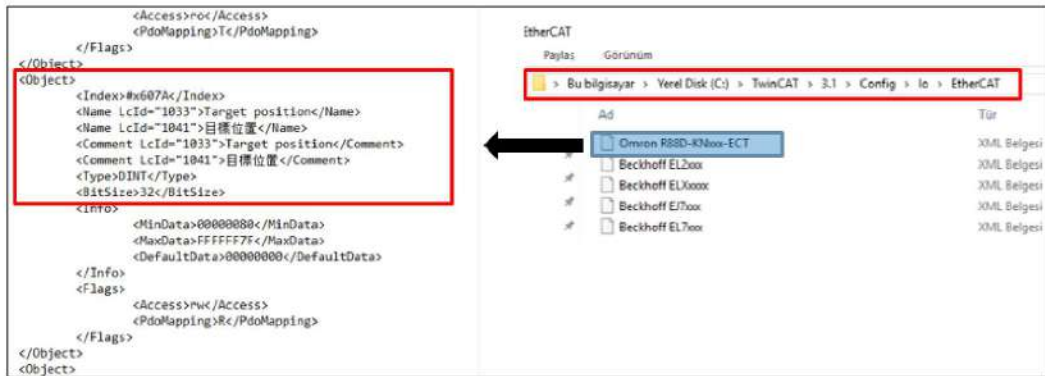 <Access>ro</Access>
<PdoMapping>T</PdoMapping>
</Flags>
</Object>
<Object>
<Index>#x607A</Index>
<Name LcId="1033">Target position</Name>
<Name LcId="1041">目標位置</Name>
<Comment LcId="1033">Target position</Comment>
<Comment LcId="1041">目標位置</Comment>
<Type>DINT</Type>
<BitSize>32</BitSize>
<Info>
<MinData>00000080</MinData>
<MaxData>FFFFFF7F</MaxData>
<DefaultData>00000000</DefaultData>
</Info>
<Flags>
<Access>rw</Access>
<PdoMapping>R</PdoMapping>
</Flags>
</Object>
<Object>
EtherCAT
Paylaş Görünüm
> Bu bilgisayar > Yerel Disk (C:) > TwinCAT > 3.1 > Config > Io > EtherCAT
Ad Tür
Omron R88D-KNxxx-ECT XML Belgesi
Beckhoff EL2xxx XML Belgesi
Beckhoff ELXxxxx XML Belgesi
Beckhoff EJ7xxx XML Belgesi
Beckhoff EL7xxx XML Belgesi